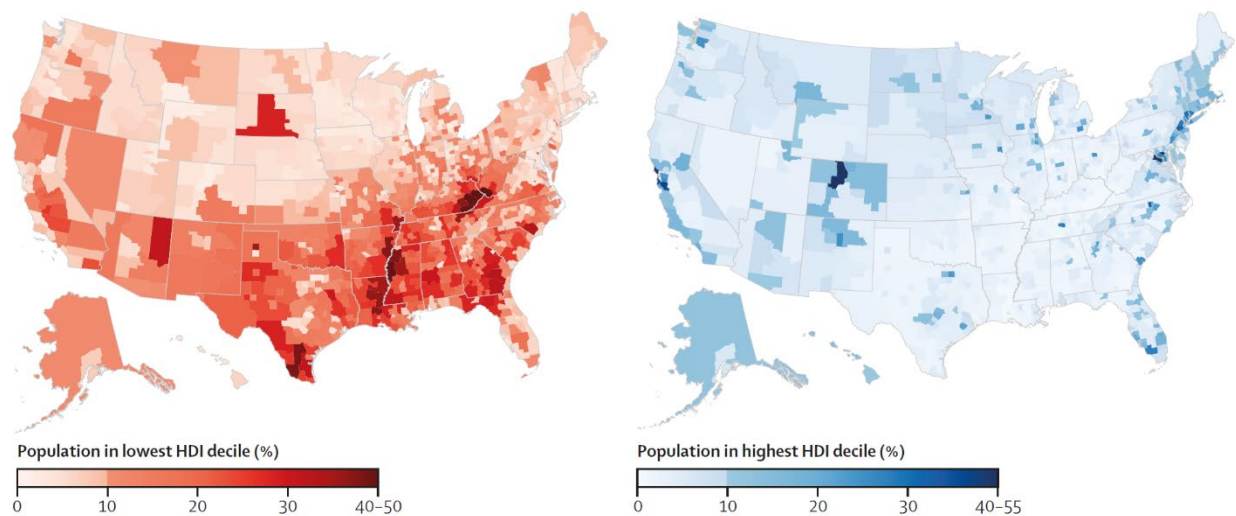 Population in lowest HDI decile (%)
0 10 20 30 40–50
Population in highest HDI decile (%)
0 10 20 30 40–55